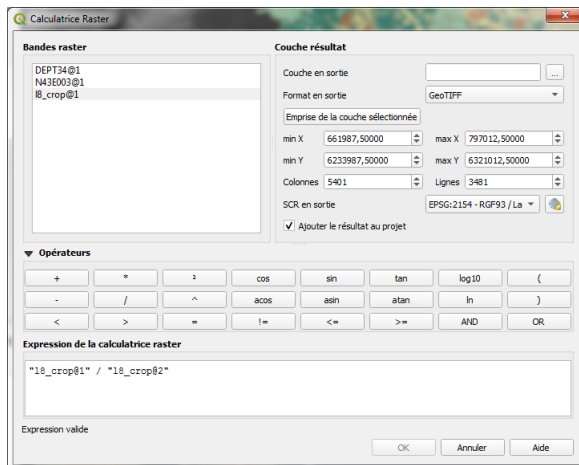 Calculatrice Raster
Bandes raster
DEPT34@1
N43E003@1
l8_crop@1
Couche résultat
Couche en sortie
...
Format en sortie GeoTIFF
Emprise de la couche sélectionnée
min X 661987,50000 max X 797012,50000
min Y 6233987,50000 max Y 6321012,50000
Colonnes 5401 Lignes 3481
SCR en sortie EPSG:2154 - RGF93 / La
Ajouter le résultat au projet
Opérateurs
+ * ² cos sin tan log10 (
- / ^ acos asin atan ln )
< > = != <= >= AND OR
Expression de la calculatrice raster
"l8_crop@1" / "l8_crop@2"
Expression valide
OK Annuler Aide